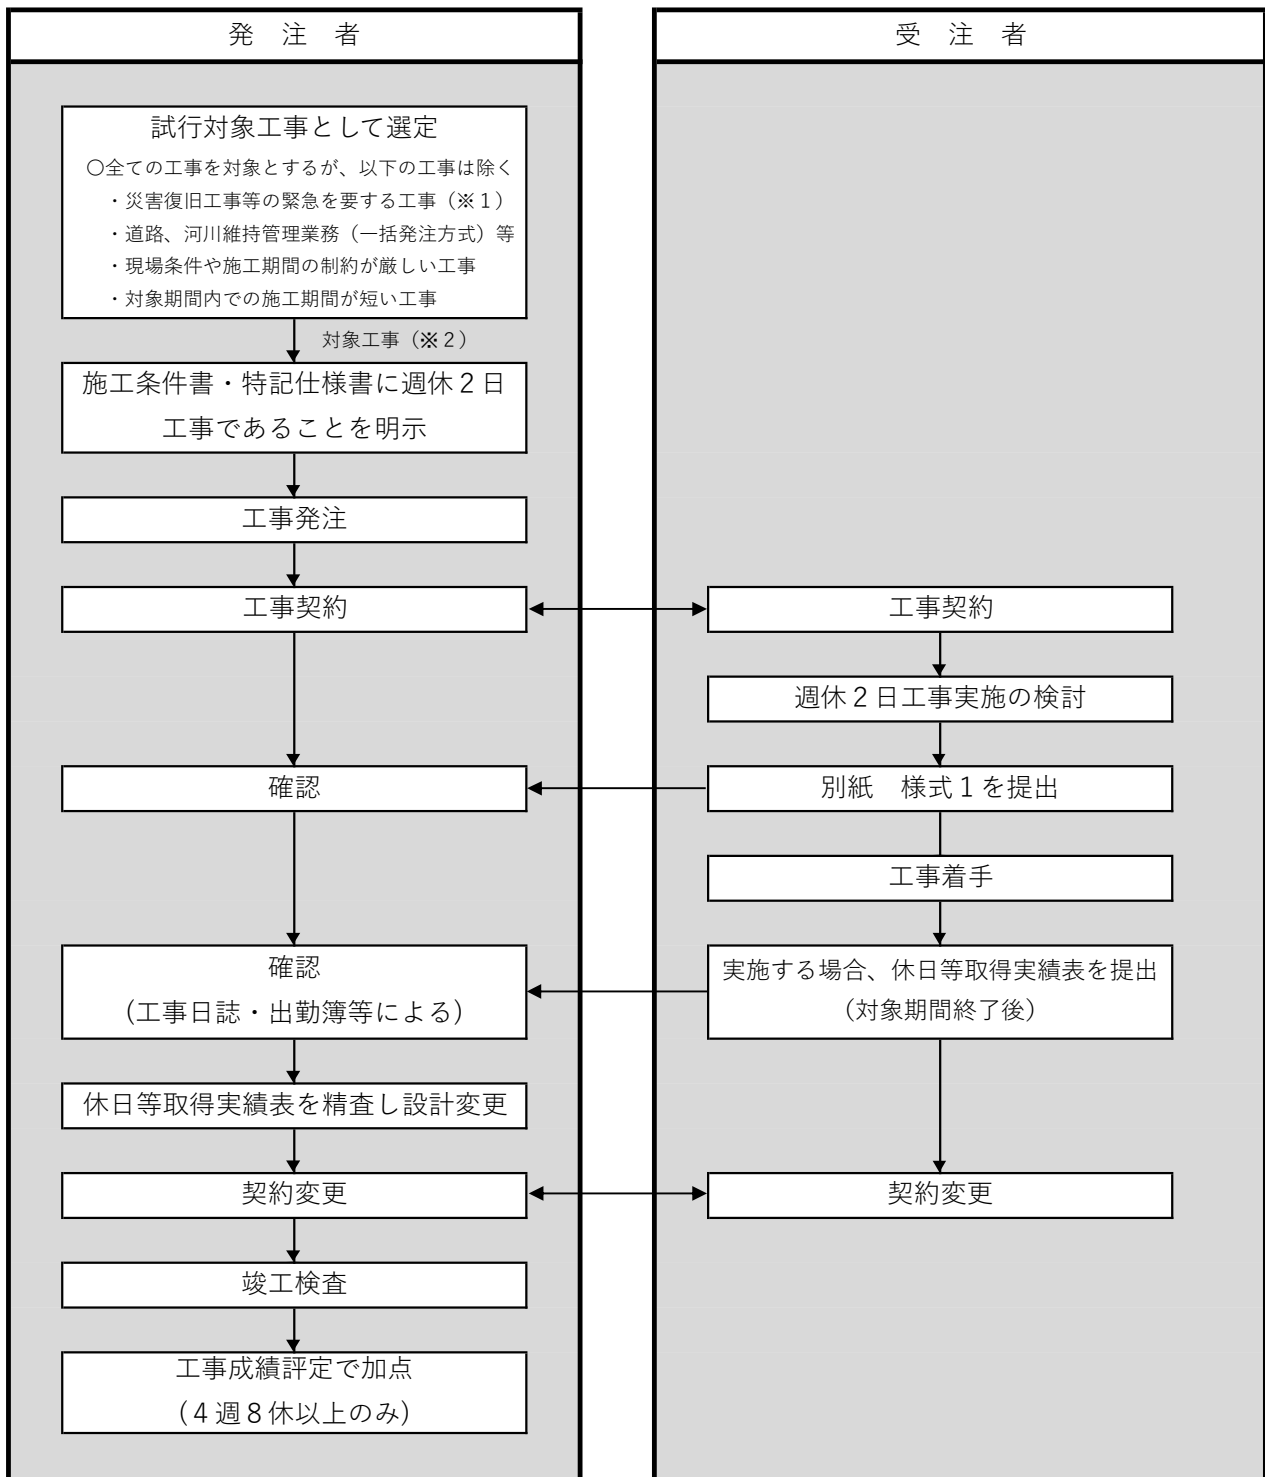 発　注　者
試行対象工事として選定
〇全ての工事を対象とするが、以下の工事は除く
・災害復旧工事等の緊急を要する工事（※１）
・道路、河川維持管理業務（一括発注方式）等
・現場条件や施工期間の制約が厳しい工事
・対象期間内での施工期間が短い工事
対象工事（※２）
施工条件書・特記仕様書に週休２日
工事であることを明示
工事発注
工事契約
確認
確認
（工事日誌・出勤簿等による）
休日等取得実績表を精査し設計変更
契約変更
竣工検査
工事成績評定で加点
（４週８休以上のみ）
受　注　者
工事契約
週休２日工事実施の検討
別紙　様式１を提出
工事着手
実施する場合、休日等取得実績表を提出
（対象期間終了後）
契約変更